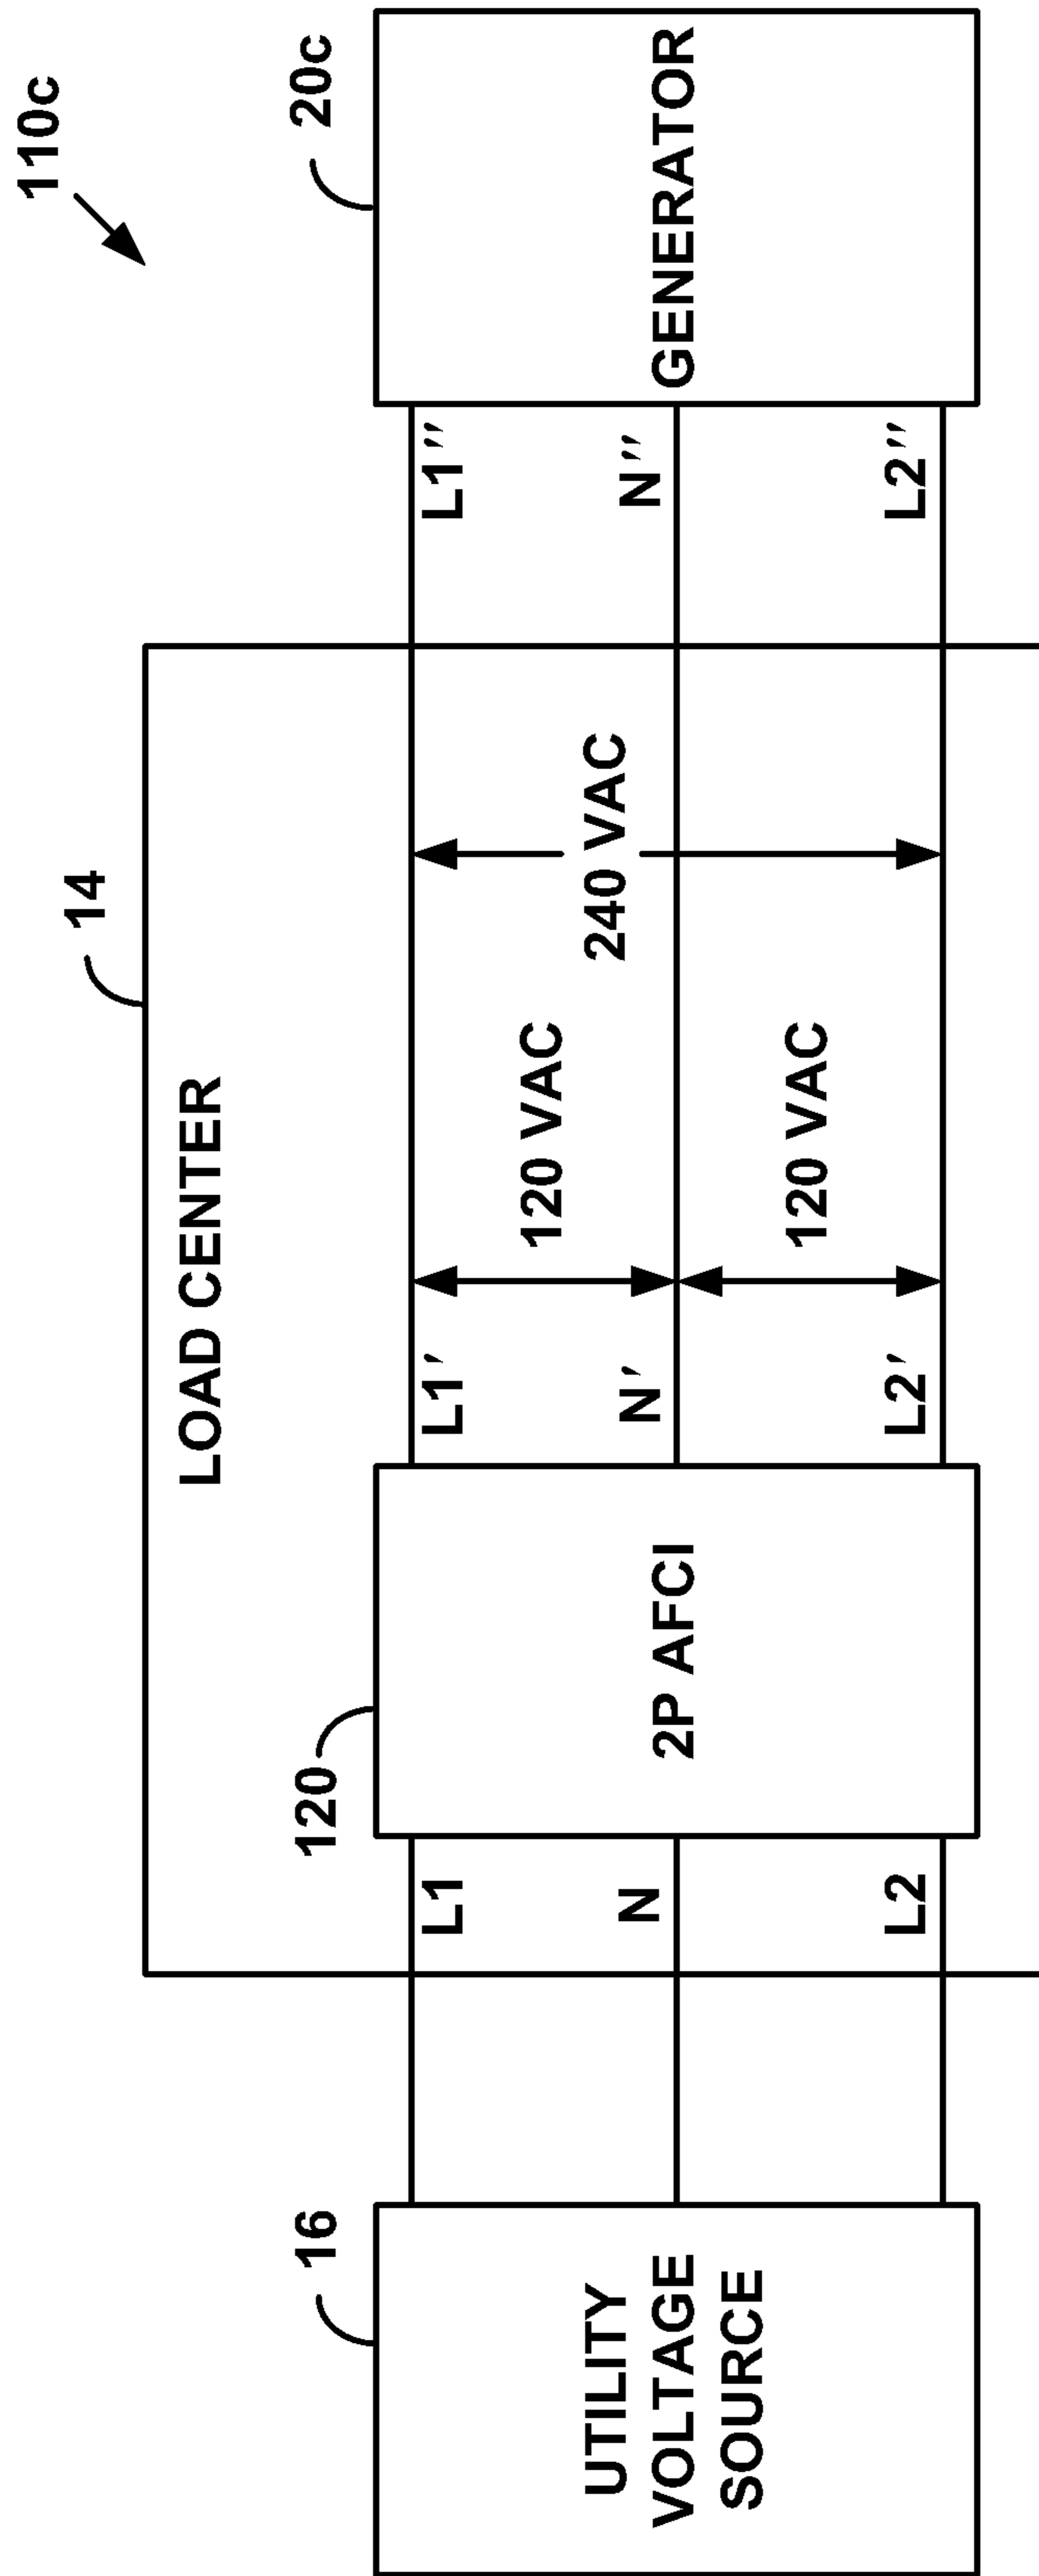 110c
14
LOAD CENTER
16
120
20c
UTILITY
VOLTAGE
SOURCE
L1
N
L2
2P AFCI
L1′
N′
L2′
120 VAC
120 VAC
240 VAC
L1″
N″
L2″
GENERATOR